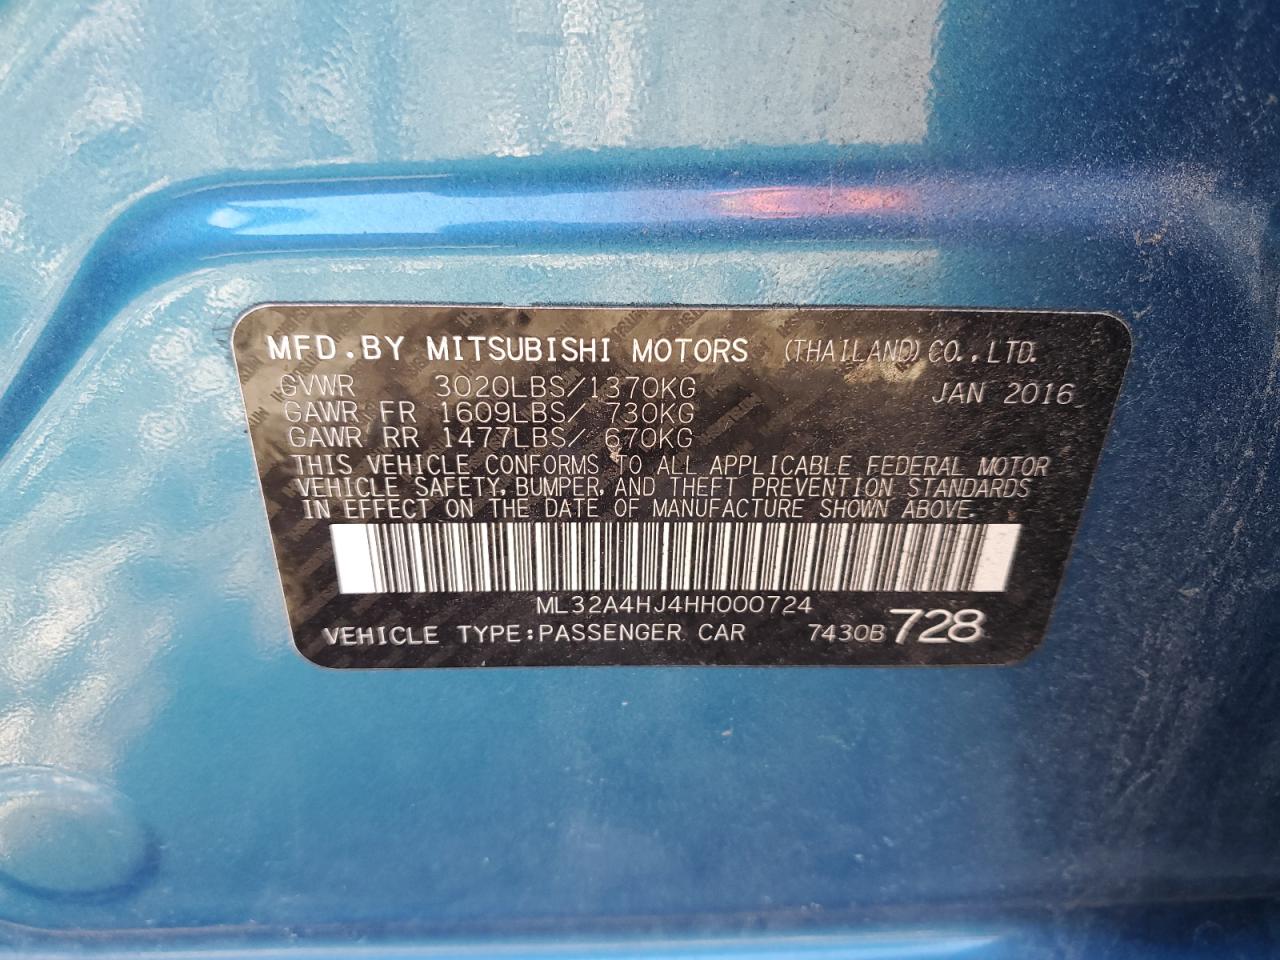 MFD.BY MITSUBISHI MOTORS (THAILAND) CO., LTD.
GVWR 3020LBS/1370KG JAN 2016
GAWR FR 1609LBS/ 730KG
GAWR RR 1477LBS/ 670KG
THIS VEHICLE CONFORMS TO ALL APPLICABLE FEDERAL MOTOR
VEHICLE SAFETY, BUMPER, AND THEFT PREVENTION STANDARDS
IN EFFECT ON THE DATE OF MANUFACTURE SHOWN ABOVE.
ML32A4HJ4HH000724
VEHICLE TYPE:PASSENGER CAR 7430B 728